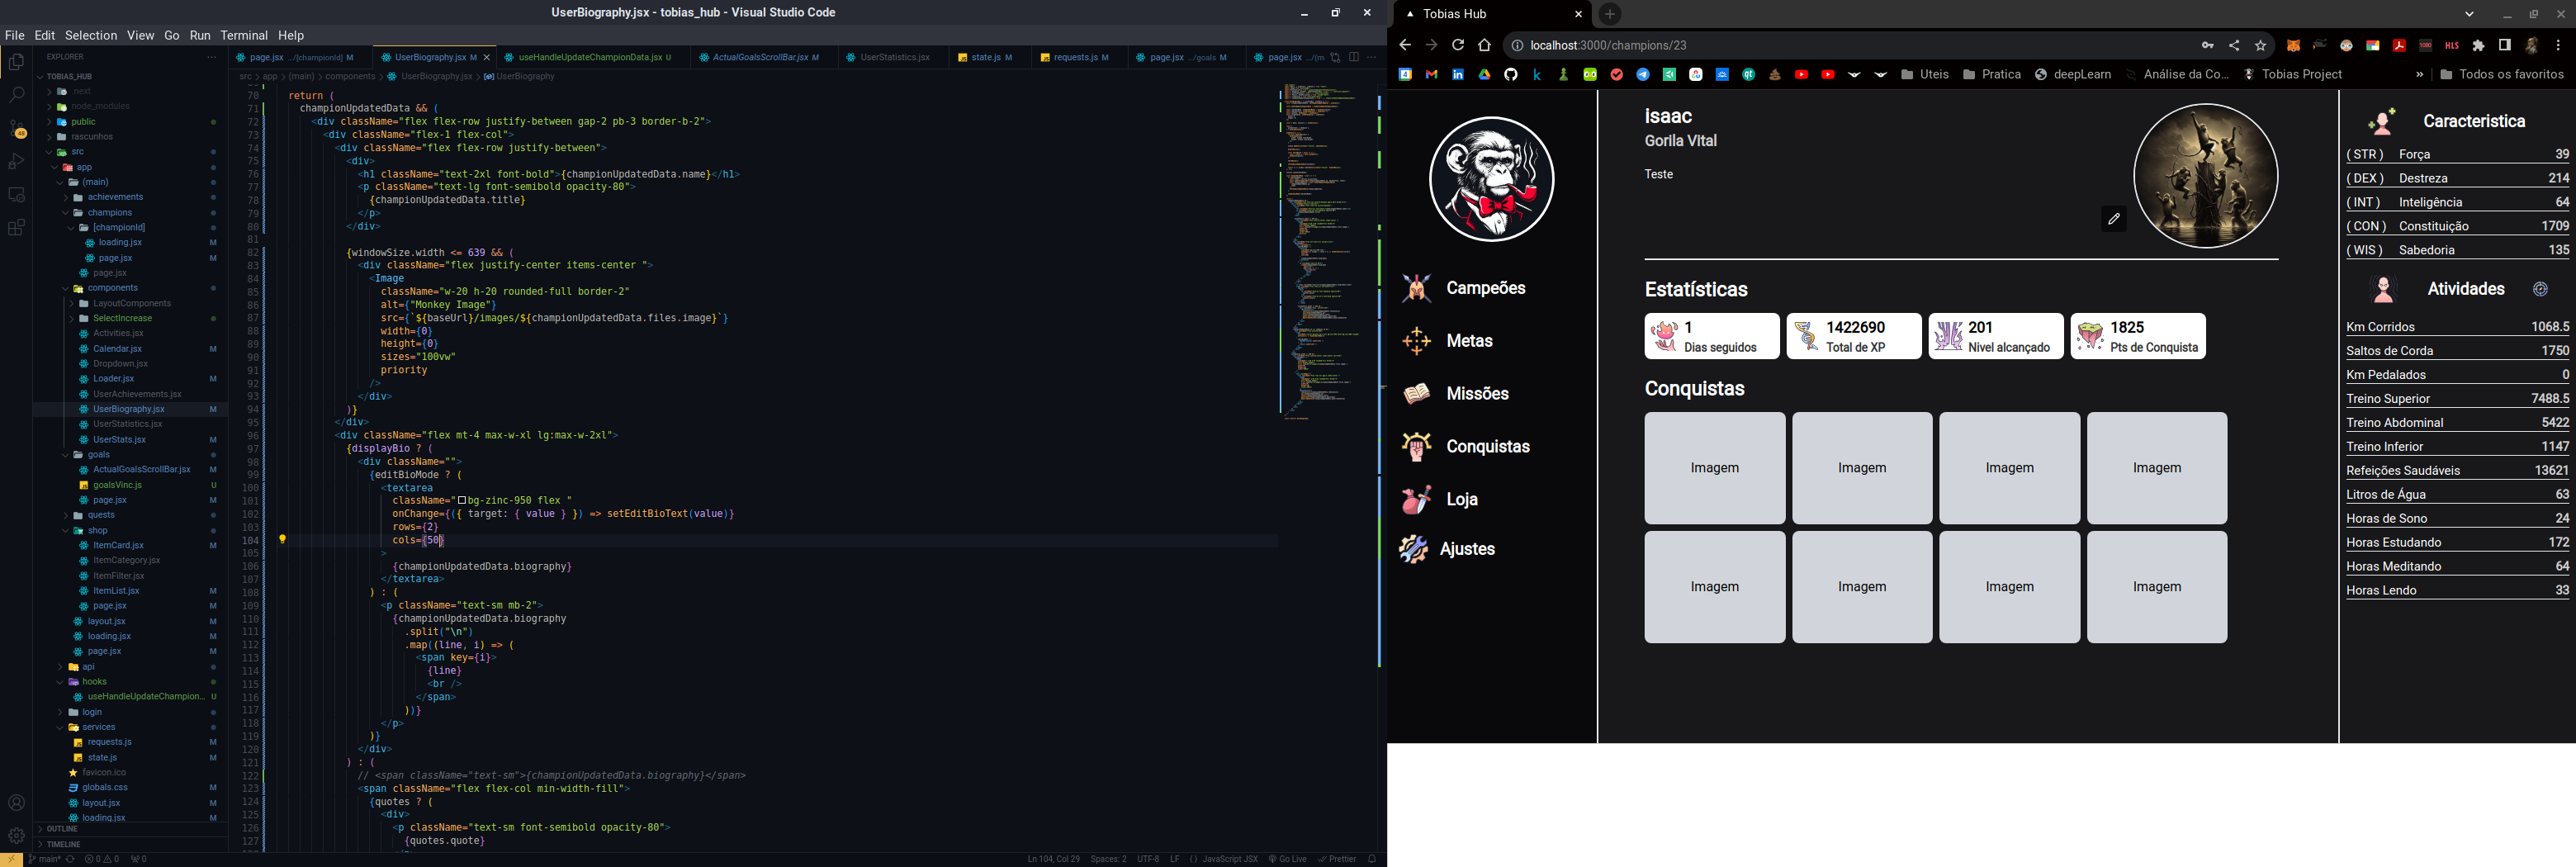 UserBiography.jsx - tobias_hub - Visual Studio Code
File Edit Selection View Go Run Terminal Help
EXPLORER
TOBIAS_HUB
.next
node_modules
public
rascunhos
src
app
(main)
achievements
champions
[championId]
loading.jsx M
page.jsx M
page.jsx
components
LayoutComponents
SelectIncrease
Activities.jsx
Calendar.jsx M
Dropdown.jsx
Loader.jsx M
UserAchievements.jsx
UserBiography.jsx M
UserStatistics.jsx
UserStats.jsx M
goals
ActualGoalsScrollBar.jsx M
goalsVinc.js U
page.jsx M
quests
shop
ItemCard.jsx M
ItemCategory.jsx
ItemFilter.jsx
ItemList.jsx M
page.jsx M
layout.jsx M
loading.jsx M
page.jsx M
api
hooks
useHandleUpdateChampion... U
login
services
requests.js M
state.js M
favicon.ico
globals.css M
layout.jsx M
loading.jsx M
OUTLINE
TIMELINE
page.jsx .../[championId] M
UserBiography.jsx M
useHandleUpdateChampionData.jsx U
ActualGoalsScrollBar.jsx M
UserStatistics.jsx
state.js M
requests.js M
page.jsx .../goals M
page.jsx .../(m
src > app > (main) > components > UserBiography.jsx > UserBiography
70 return (
71 championUpdatedData && (
72 <div className="flex flex-row justify-between gap-2 pb-3 border-b-2">
73 <div className="flex-1 flex-col">
74 <div className="flex flex-row justify-between">
75 <div>
76 <h1 className="text-2xl font-bold">{championUpdatedData.name}</h1>
77 <p className="text-lg font-semibold opacity-80">
78 {championUpdatedData.title}
79 </p>
80 </div>
81
82 {windowSize.width <= 639 && (
83 <div className="flex justify-center items-center ">
84 <Image
85 className="w-20 h-20 rounded-full border-2"
86 alt={"Monkey Image"}
87 src={`${baseUrl}/images/${championUpdatedData.files.image}`}
88 width={0}
89 height={0}
90 sizes="100vw"
91 priority
92 />
93 </div>
94 )}
95 </div>
96 <div className="flex mt-4 max-w-xl lg:max-w-2xl">
97 {displayBio ? (
98 <div className="">
99 {editBioMode ? (
100 <textarea
101 className="bg-zinc-950 flex "
102 onChange={({ target: { value } }) => setEditBioText(value)}
103 rows={2}
104 cols={50}
105 >
106 {championUpdatedData.biography}
107 </textarea>
108 ) : (
109 <p className="text-sm mb-2">
110 {championUpdatedData.biography
111 .split("\n")
112 .map((line, i) => (
113 <span key={i}>
114 {line}
115 <br />
116 </span>
117 ))}
118 </p>
119 )}
120 </div>
121 ) : (
122 // <span className="text-sm">{championUpdatedData.biography}</span>
123 <span className="flex flex-col min-width-fill">
124 {quotes ? (
125 <div>
126 <p className="text-sm font-semibold opacity-80">
127 {quotes.quote}
main* 0 0 0
Ln 104, Col 29 Spaces: 2 UTF-8 LF {} JavaScript JSX Go Live Prettier
Tobias Hub
localhost:3000/champions/23
Uteis Pratica deepLearn Análise da Co... Tobias Project » Todos os favoritos
Campeões
Metas
Missões
Conquistas
Loja
Ajustes
isaac
Gorila Vital
Teste
Estatísticas
1
Dias seguidos
1422690
Total de XP
201
Nivel alcançado
1825
Pts de Conquista
Conquistas
Imagem Imagem Imagem Imagem
Imagem Imagem Imagem Imagem
Caracteristica
( STR ) Força 39
( DEX ) Destreza 214
( INT ) Inteligência 64
( CON ) Constituição 1709
( WIS ) Sabedoria 135
Atividades
Km Corridos 1068.5
Saltos de Corda 1750
Km Pedalados 0
Treino Superior 7488.5
Treino Abdominal 5422
Treino Inferior 1147
Refeições Saudáveis 13621
Litros de Água 63
Horas de Sono 24
Horas Estudando 172
Horas Meditando 64
Horas Lendo 33